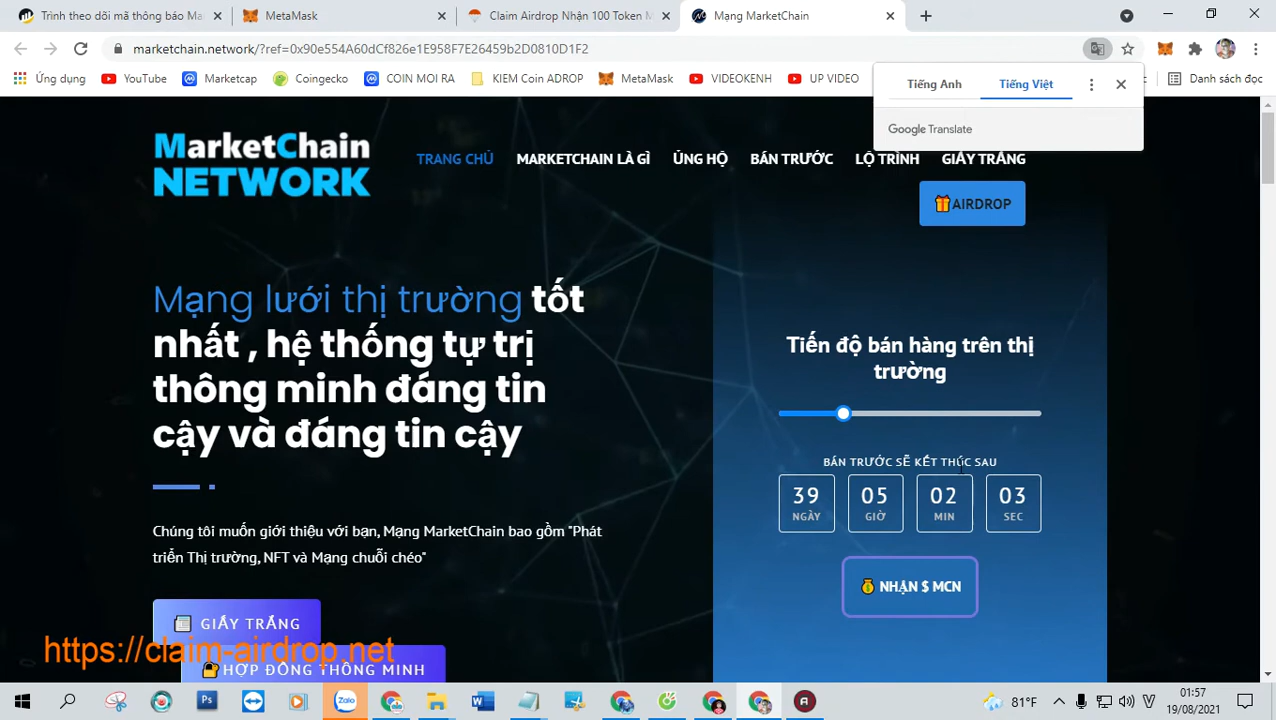 Trình theo dõi mã thông báo Ma
MetaMask
Claim Airdrop Nhận 100 Token M
Mạng MarketChain
marketchain.network/?ref=0x90e554A60dCf826e1E958F7E26459b2D0810D1F2
Ứng dụng
YouTube
Marketcap
Coingecko
COIN MOI RA
KIEM Coin ADROP
MetaMask
VIDEOKENH
UP VIDEO
Danh sách đọc
Tiếng Anh
Tiếng Việt
Google Translate
MarketChain
NETWORK
TRANG CHỦ
MARKETCHAIN LÀ GÌ
ỦNG HỘ
BÁN TRƯỚC
LỘ TRÌNH
GIẤY TRẮNG
AIRDROP
Mạng lưới thị trường tốt
nhất , hệ thống tự trị
thông minh đáng tin
cậy và đáng tin cậy
Chúng tôi muốn giới thiệu với bạn, Mạng MarketChain bao gồm "Phát
triển Thị trường, NFT và Mạng chuỗi chéo"
GIẤY TRẮNG
HỢP ĐỒNG THÔNG MINH
https://claim-airdrop.net
Tiến độ bán hàng trên thị
trường
BÁN TRƯỚC SẼ KẾT THÚC SAU
39 05 02 03
NGÀY GIỜ MIN SEC
NHẬN $ MCN
Ps
Zalo
81°F
V
01:57
19/08/2021